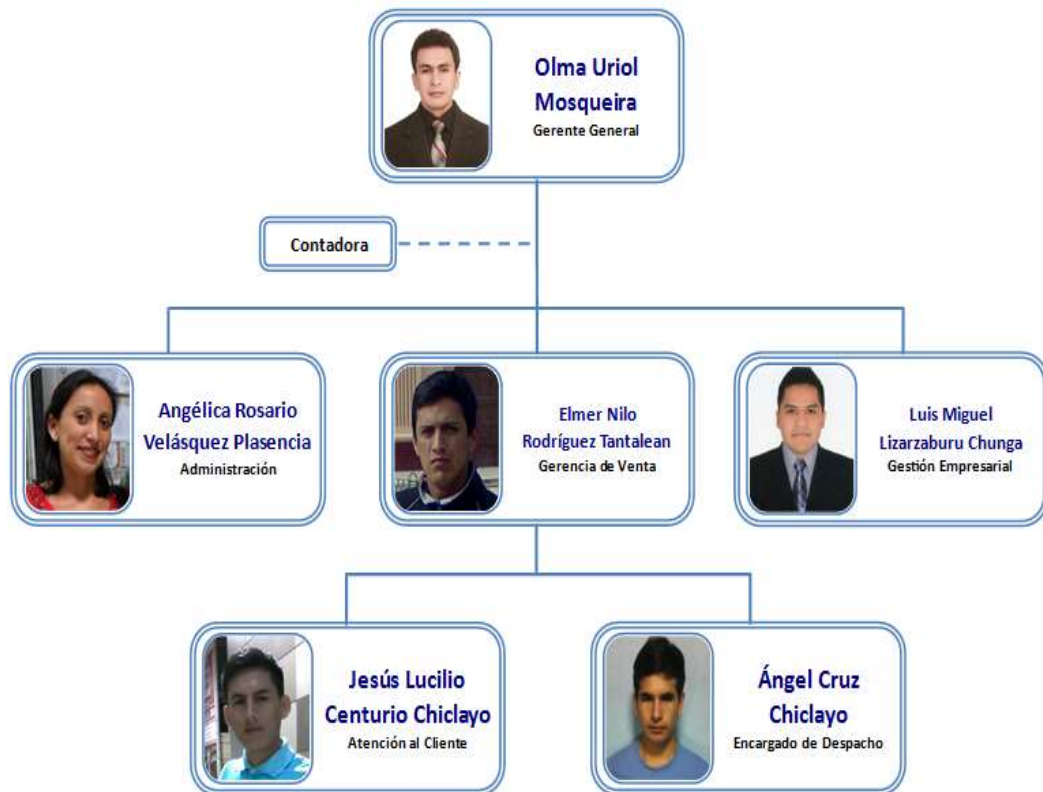 Olma Uriol
Mosqueira
Gerente General
Contadora
Angélica Rosario
Velásquez Plasencia
Administración
Elmer Nilo
Rodríguez Tantalean
Gerencia de Venta
Luis Miguel
Lizarzaburu Chunga
Gestión Empresarial
Jesús Lucilio
Centurio Chiclayo
Atención al Cliente
Ángel Cruz
Chiclayo
Encargado de Despacho